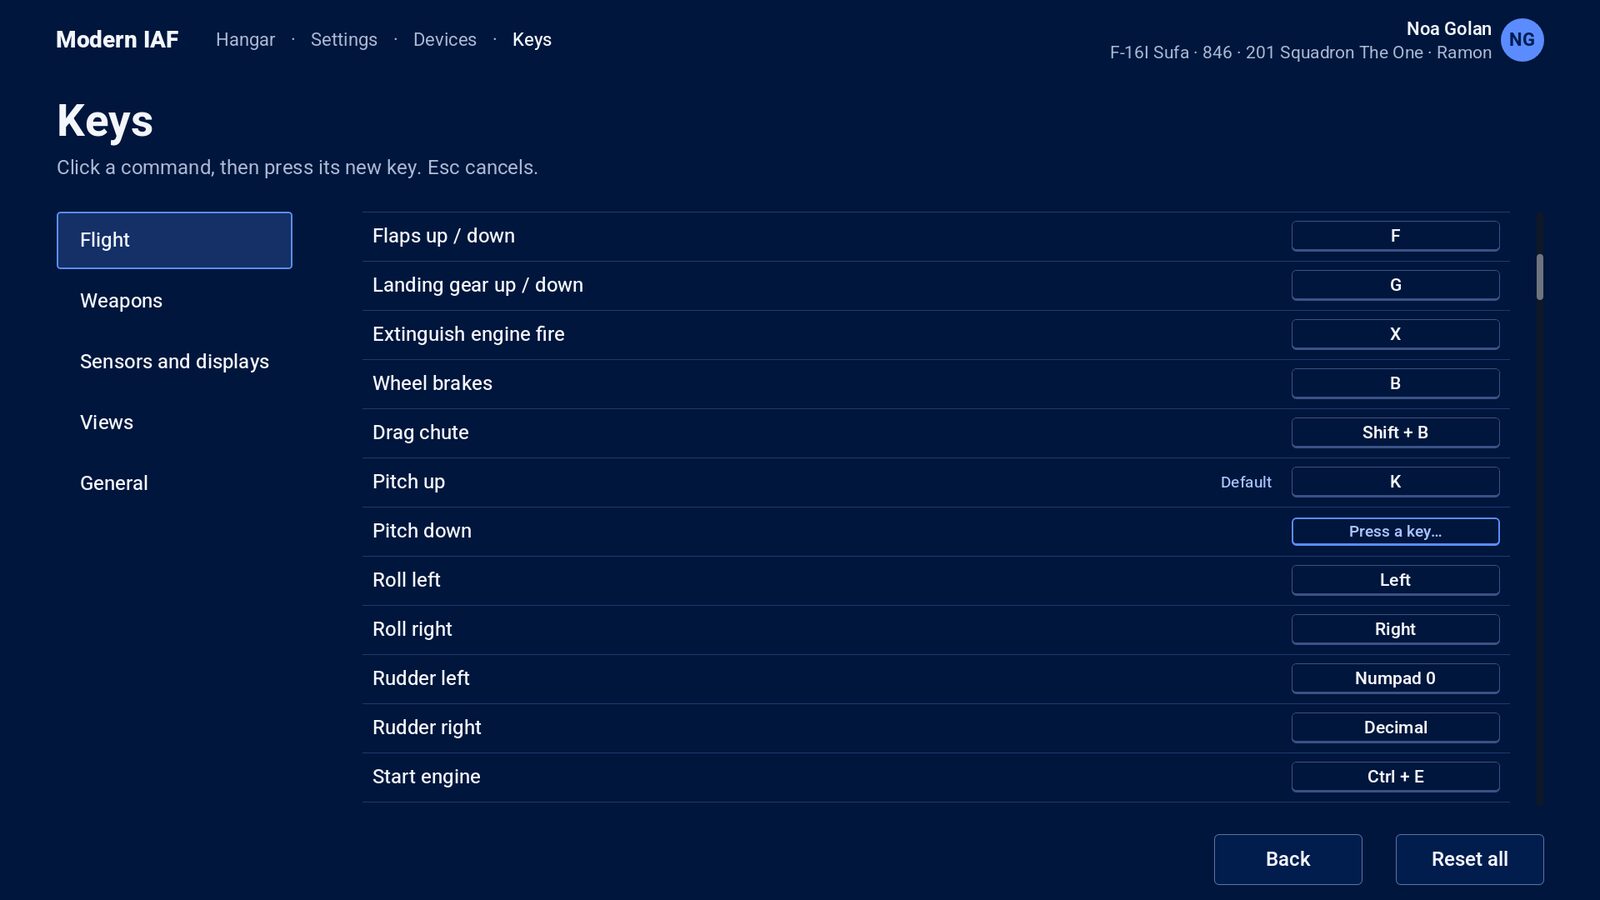 Modern IAF
Hangar · Settings · Devices · Keys
Noa Golan
F-16I Sufa · 846 · 201 Squadron The One · Ramon
NG
Keys
Click a command, then press its new key. Esc cancels.
Flight
Weapons
Sensors and displays
Views
General
Flaps up / down F
Landing gear up / down G
Extinguish engine fire X
Wheel brakes B
Drag chute Shift + B
Pitch up Default K
Pitch down Press a key...
Roll left Left
Roll right Right
Rudder left Numpad 0
Rudder right Decimal
Start engine Ctrl + E
Back Reset all